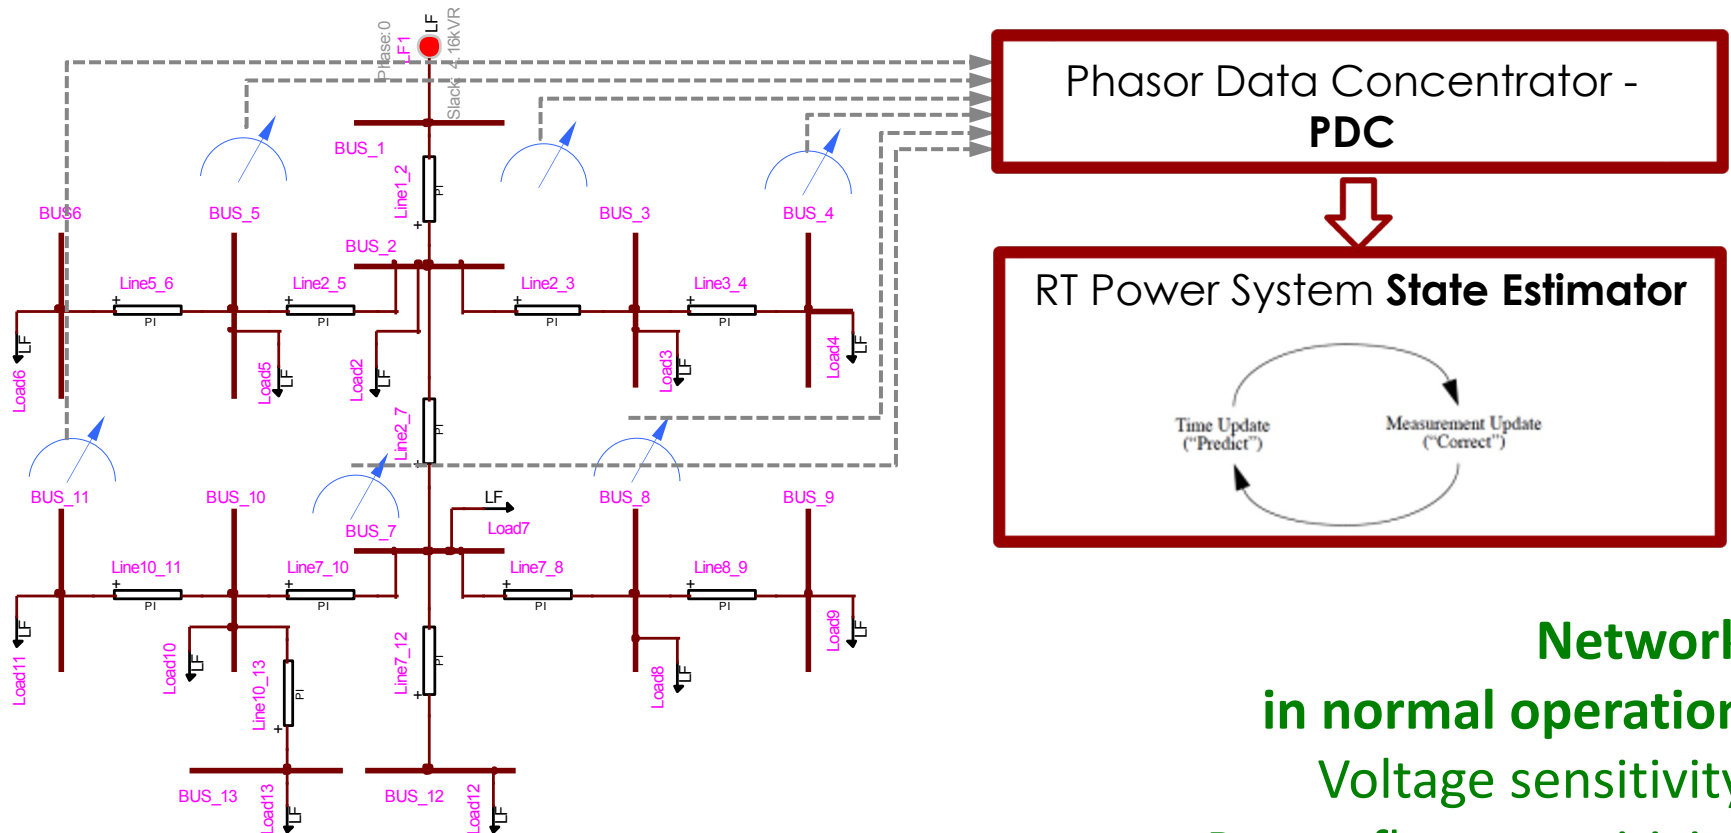 LF
Phase:0
LF1
Slack: 4.16kVR
Phasor Data Concentrator -
PDC
BUS_1
Line1_2
PI
+
BUS6
BUS_5
BUS_3
BUS_4
BUS_2
RT Power System State Estimator
Line5_6
Line2_5
Line2_3
Line3_4
+
+
+
+
PI
PI
PI
PI
LF
Load6
Load5
LF
Load2
LF
Load3
LF
Load4
LF
Time Update
("Predict")
Measurement Update
("Correct")
Line2_7
PI
+
BUS_11
BUS_10
BUS_7
LF
Load7
BUS_8
BUS_9
Line10_11
Line7_10
Line7_8
Line8_9
+
+
+
+
PI
PI
PI
PI
LF
Load11
Load10
LF
Line10_13
PI
+
Line7_12
PI
+
Load8
LF
Load9
LF
Network
in normal operation
Voltage sensitivity
BUS_13
Load13
LF
BUS_12
Load12
LF